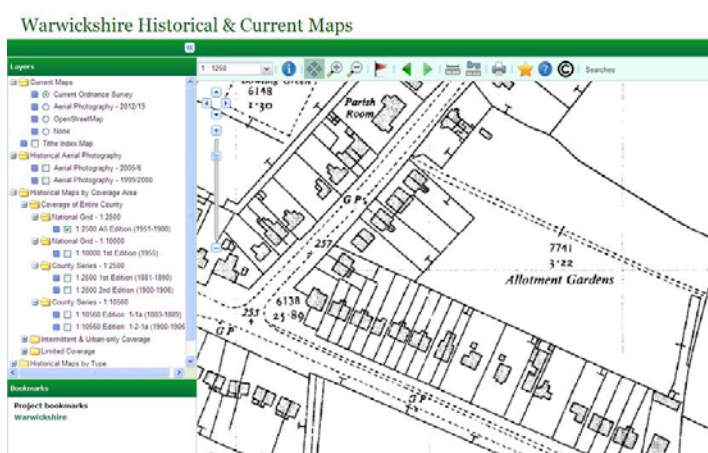 Warwickshire Historical & Current Maps
Layers
Current Maps
Current Ordnance Survey
Aerial Photography - 2012/13
OpenStreetMap
None
Tithe Index Map
Historical Aerial Photography
Aerial Photography - 2005/6
Aerial Photography - 1999/2000
Historical Maps by Coverage Area
Coverage of Entire County
National Grid - 1:2500
1:2500 A5 Edition (1951-1980)
National Grid - 1:10000
1:10000 1st Edition (1955)
County Series - 1:2500
1:2500 1st Edition (1881-1890)
1:2500 2nd Edition (1900-1906)
County Series - 1:10560
1:10560 Edition: 1-1a (1883-1889)
1:10560 Edition: 1-2-1a (1900-1906
Intermittent & Urban only Coverage
Limited Coverage
Historical Maps by Type
Bookmarks
Project bookmarks
Warwickshire
1 : 1250
Searches
Bowling Green
6148
1·30
Parish
Room
G P
257
7741
3·22
Allotment Gardens
6138
25·89
255
G P
G P